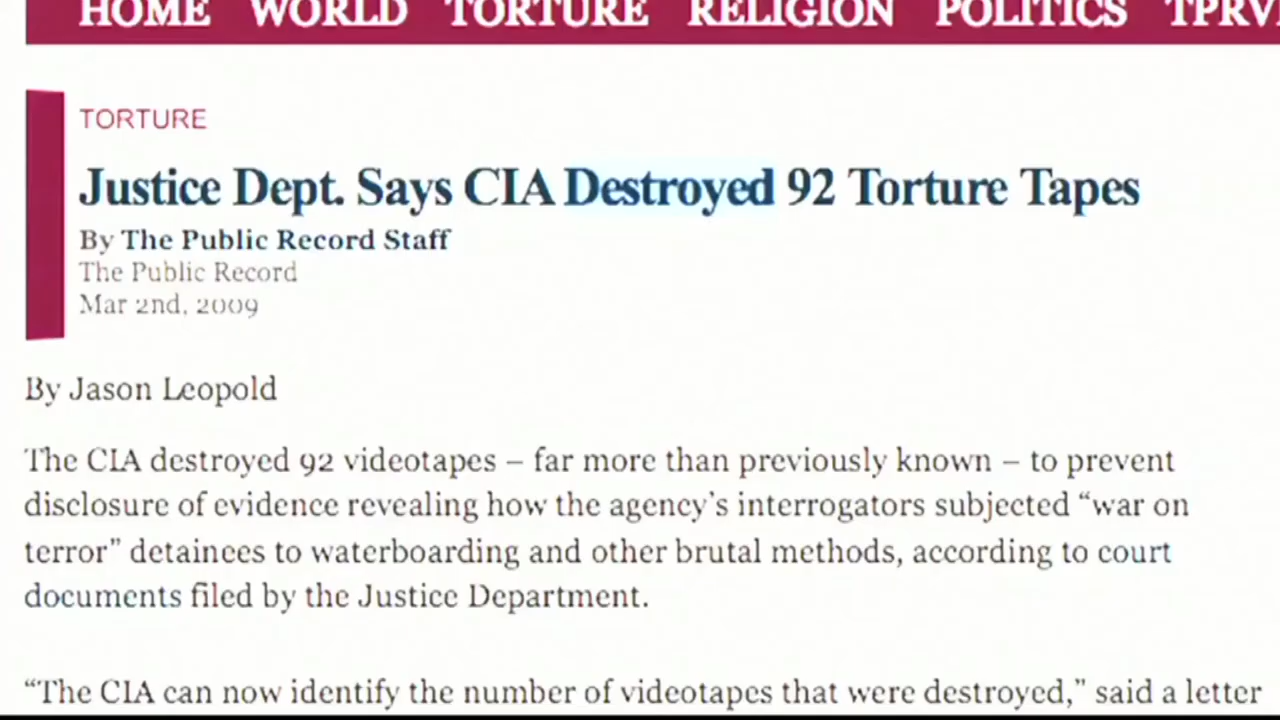 HOME WORLD TORTURE RELIGION POLITICS TPRV
TORTURE
Justice Dept. Says CIA Destroyed 92 Torture Tapes
By The Public Record Staff
The Public Record
Mar 2nd, 2009
By Jason Leopold
The CIA destroyed 92 videotapes – far more than previously known – to prevent
disclosure of evidence revealing how the agency's interrogators subjected “war on
terror” detainees to waterboarding and other brutal methods, according to court
documents filed by the Justice Department.
“The CIA can now identify the number of videotapes that were destroyed,” said a letter